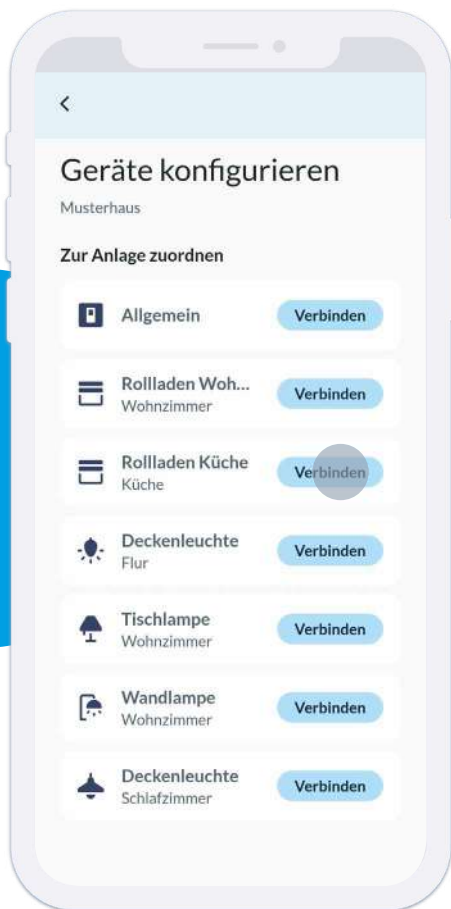 Geräte konfigurieren
Musterhaus
Zur Anlage zuordnen
Allgemein
Verbinden
Rollladen Woh...
Wohnzimmer
Verbinden
Rollladen Küche
Küche
Verbinden
Deckenleuchte
Flur
Verbinden
Tischlampe
Wohnzimmer
Verbinden
Wandlampe
Wohnzimmer
Verbinden
Deckenleuchte
Schlafzimmer
Verbinden